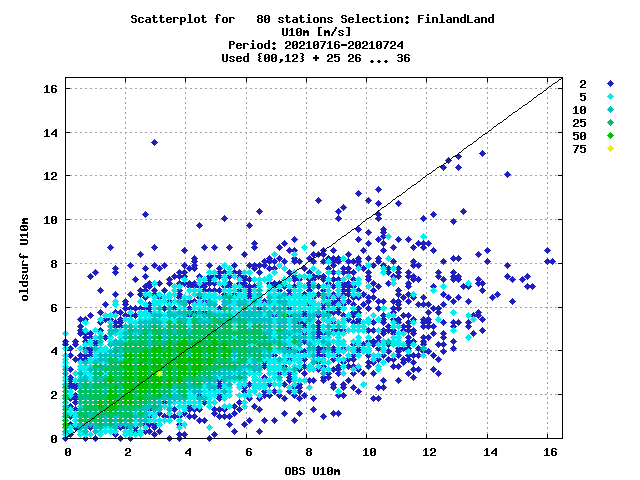 Scatterplot for   80 stations Selection: FinlandLand
U10m [m/s]
Period: 20210716-20210724
Used {00,12} + 25 26 ... 36
2
5
10
25
50
75
16
14
12
10
8
6
4
2
0
oldsurf U10m
0 2 4 6 8 10 12 14 16
OBS U10m